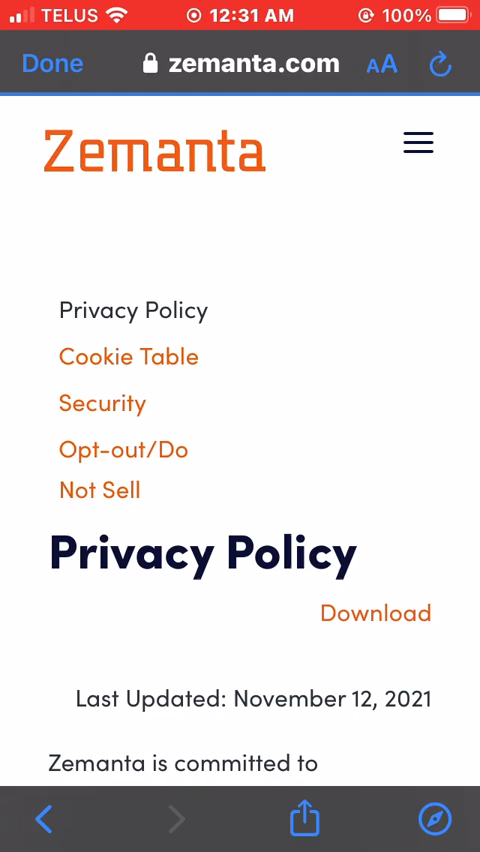 TELUS 12:31 AM 100%
Done zemanta.com AA
Zemanta
Privacy Policy
Cookie Table
Security
Opt-out/Do
Not Sell
Privacy Policy
Download
Last Updated: November 12, 2021
Zemanta is committed to